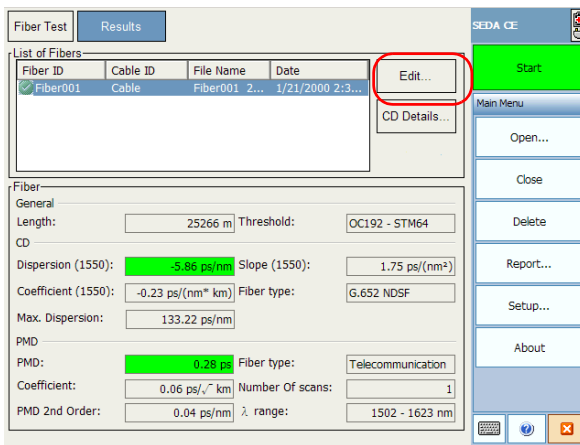 Fiber Test Results SEDA CE
List of Fibers
Fiber ID Cable ID File Name Date Edit... Start
Fiber001 Cable Fiber001 2... 1/21/2000 2:3...
Main Menu
CD Details...
Open...
Close
Fiber
General
Length: 25266 m Threshold: OC192 - STM64 Delete
CD
Dispersion (1550): -5.86 ps/nm Slope (1550): 1.75 ps/(nm²) Report...
Coefficient (1550): -0.23 ps/(nm* km) Fiber type: G.652 NDSF
Setup...
Max. Dispersion: 133.22 ps/nm
PMD About
PMD: 0.28 ps Fiber type: Telecommunication
Coefficient: 0.06 ps/√ km Number Of scans: 1
PMD 2nd Order: 0.04 ps/nm λ range: 1502 - 1623 nm